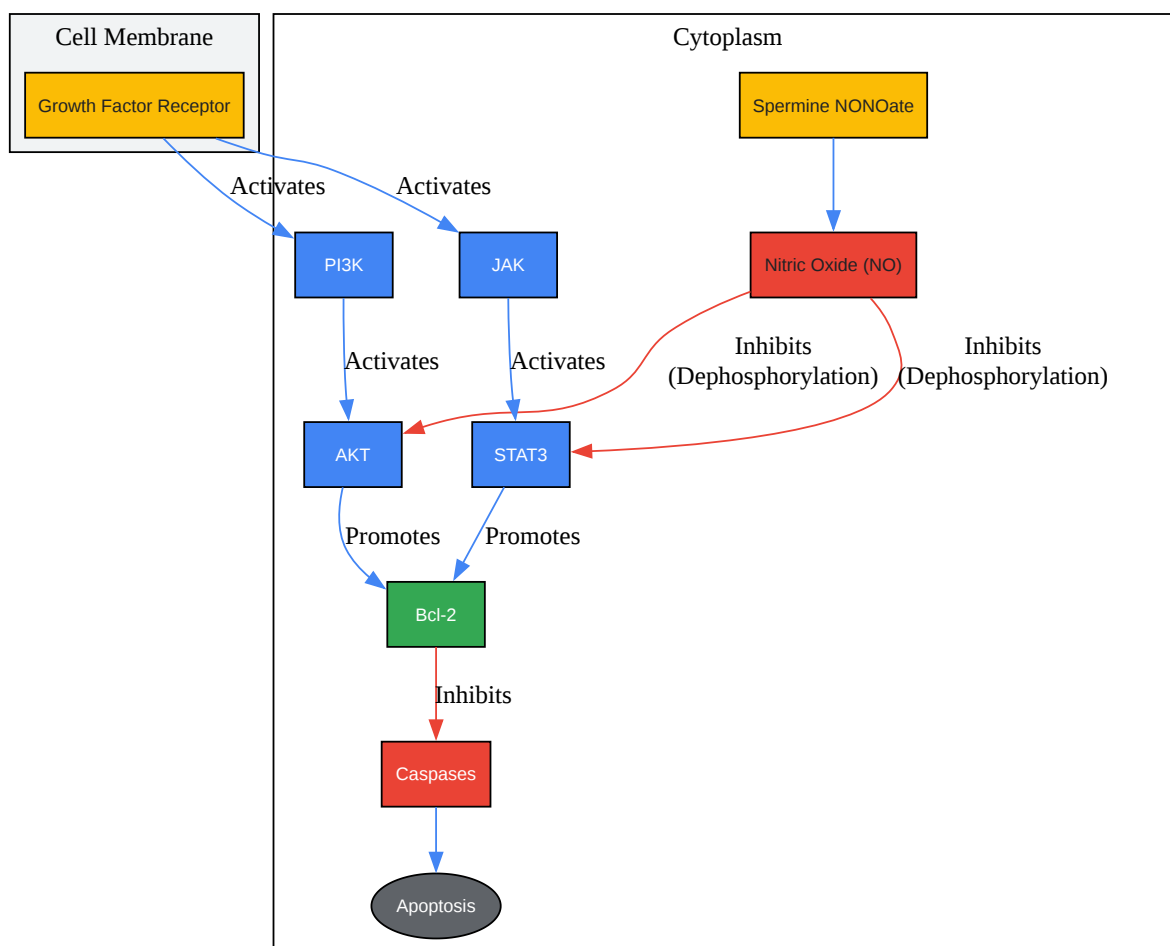 Cell Membrane
Cytoplasm
Growth Factor Receptor
Spermine NONOate
Activates
Activates
PI3K
JAK
Nitric Oxide (NO)
Activates
Activates
Inhibits
(Dephosphorylation)
Inhibits
(Dephosphorylation)
AKT
STAT3
Promotes
Promotes
Bcl-2
Inhibits
Caspases
Apoptosis